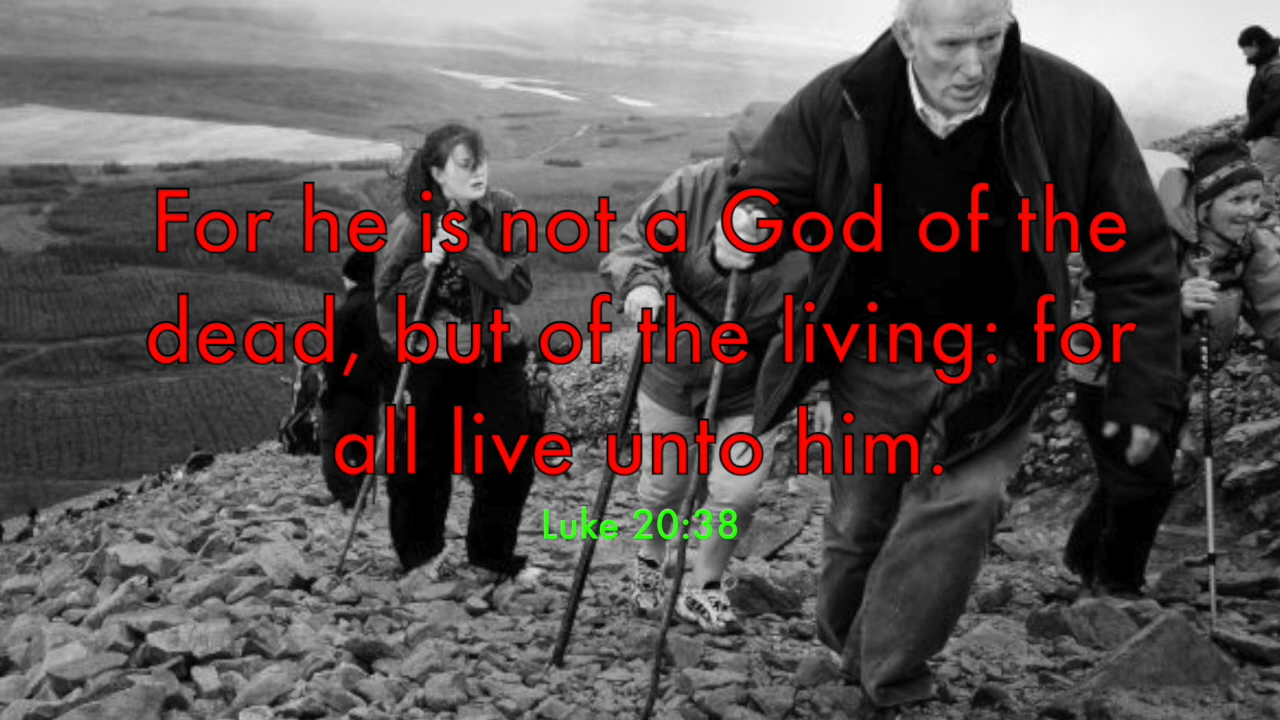 For he is not a God of the
dead, but of the living: for
all live unto him.
Luke 20:38